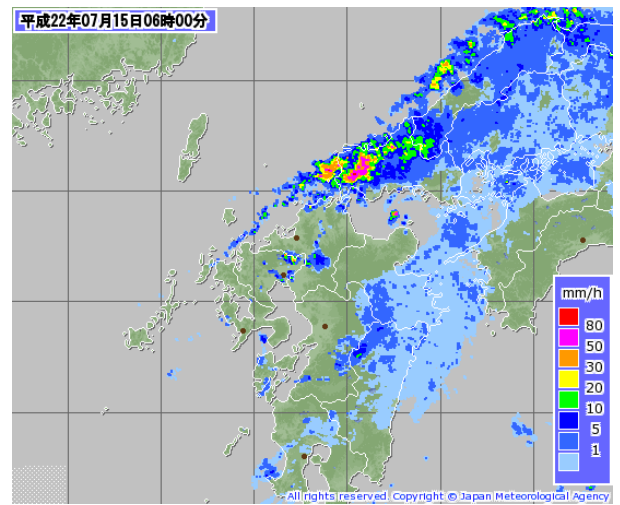 平成22年07月15日06時00分
mm/h
80
50
30
20
10
5
1
All rights reserved. Copyright © Japan Meteorological Agency